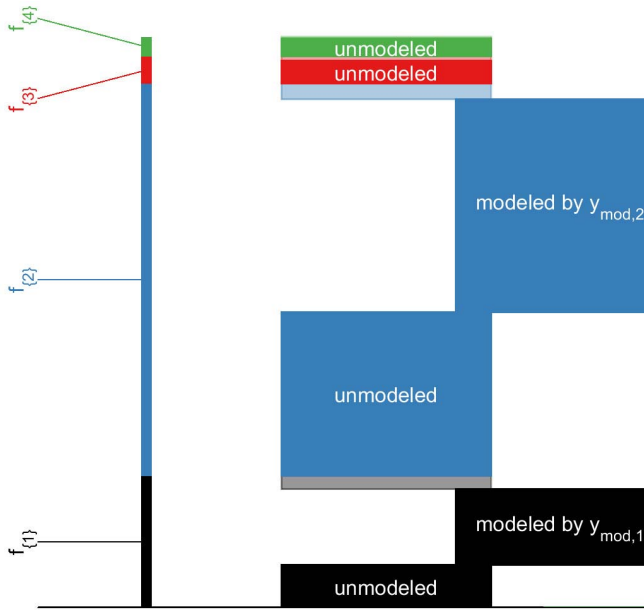 f{4}
unmodeled
f{3}
unmodeled
modeled by ymod,2
f{2}
unmodeled
f{1}
modeled by ymod,1
unmodeled